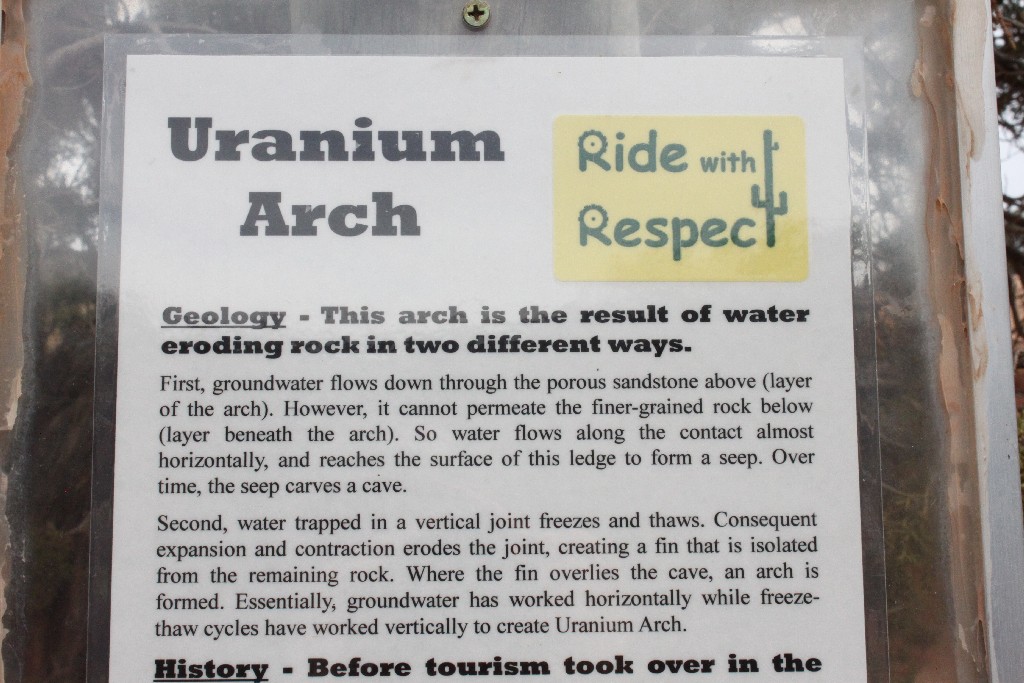 Uranium
Arch
Ride with
Respect
Geology - This arch is the result of water
eroding rock in two different ways.
First, groundwater flows down through the porous sandstone above (layer
of the arch). However, it cannot permeate the finer-grained rock below
(layer beneath the arch). So water flows along the contact almost
horizontally, and reaches the surface of this ledge to form a seep. Over
time, the seep carves a cave.
Second, water trapped in a vertical joint freezes and thaws. Consequent
expansion and contraction erodes the joint, creating a fin that is isolated
from the remaining rock. Where the fin overlies the cave, an arch is
formed. Essentially, groundwater has worked horizontally while freeze-
thaw cycles have worked vertically to create Uranium Arch.
History - Before tourism took over in the